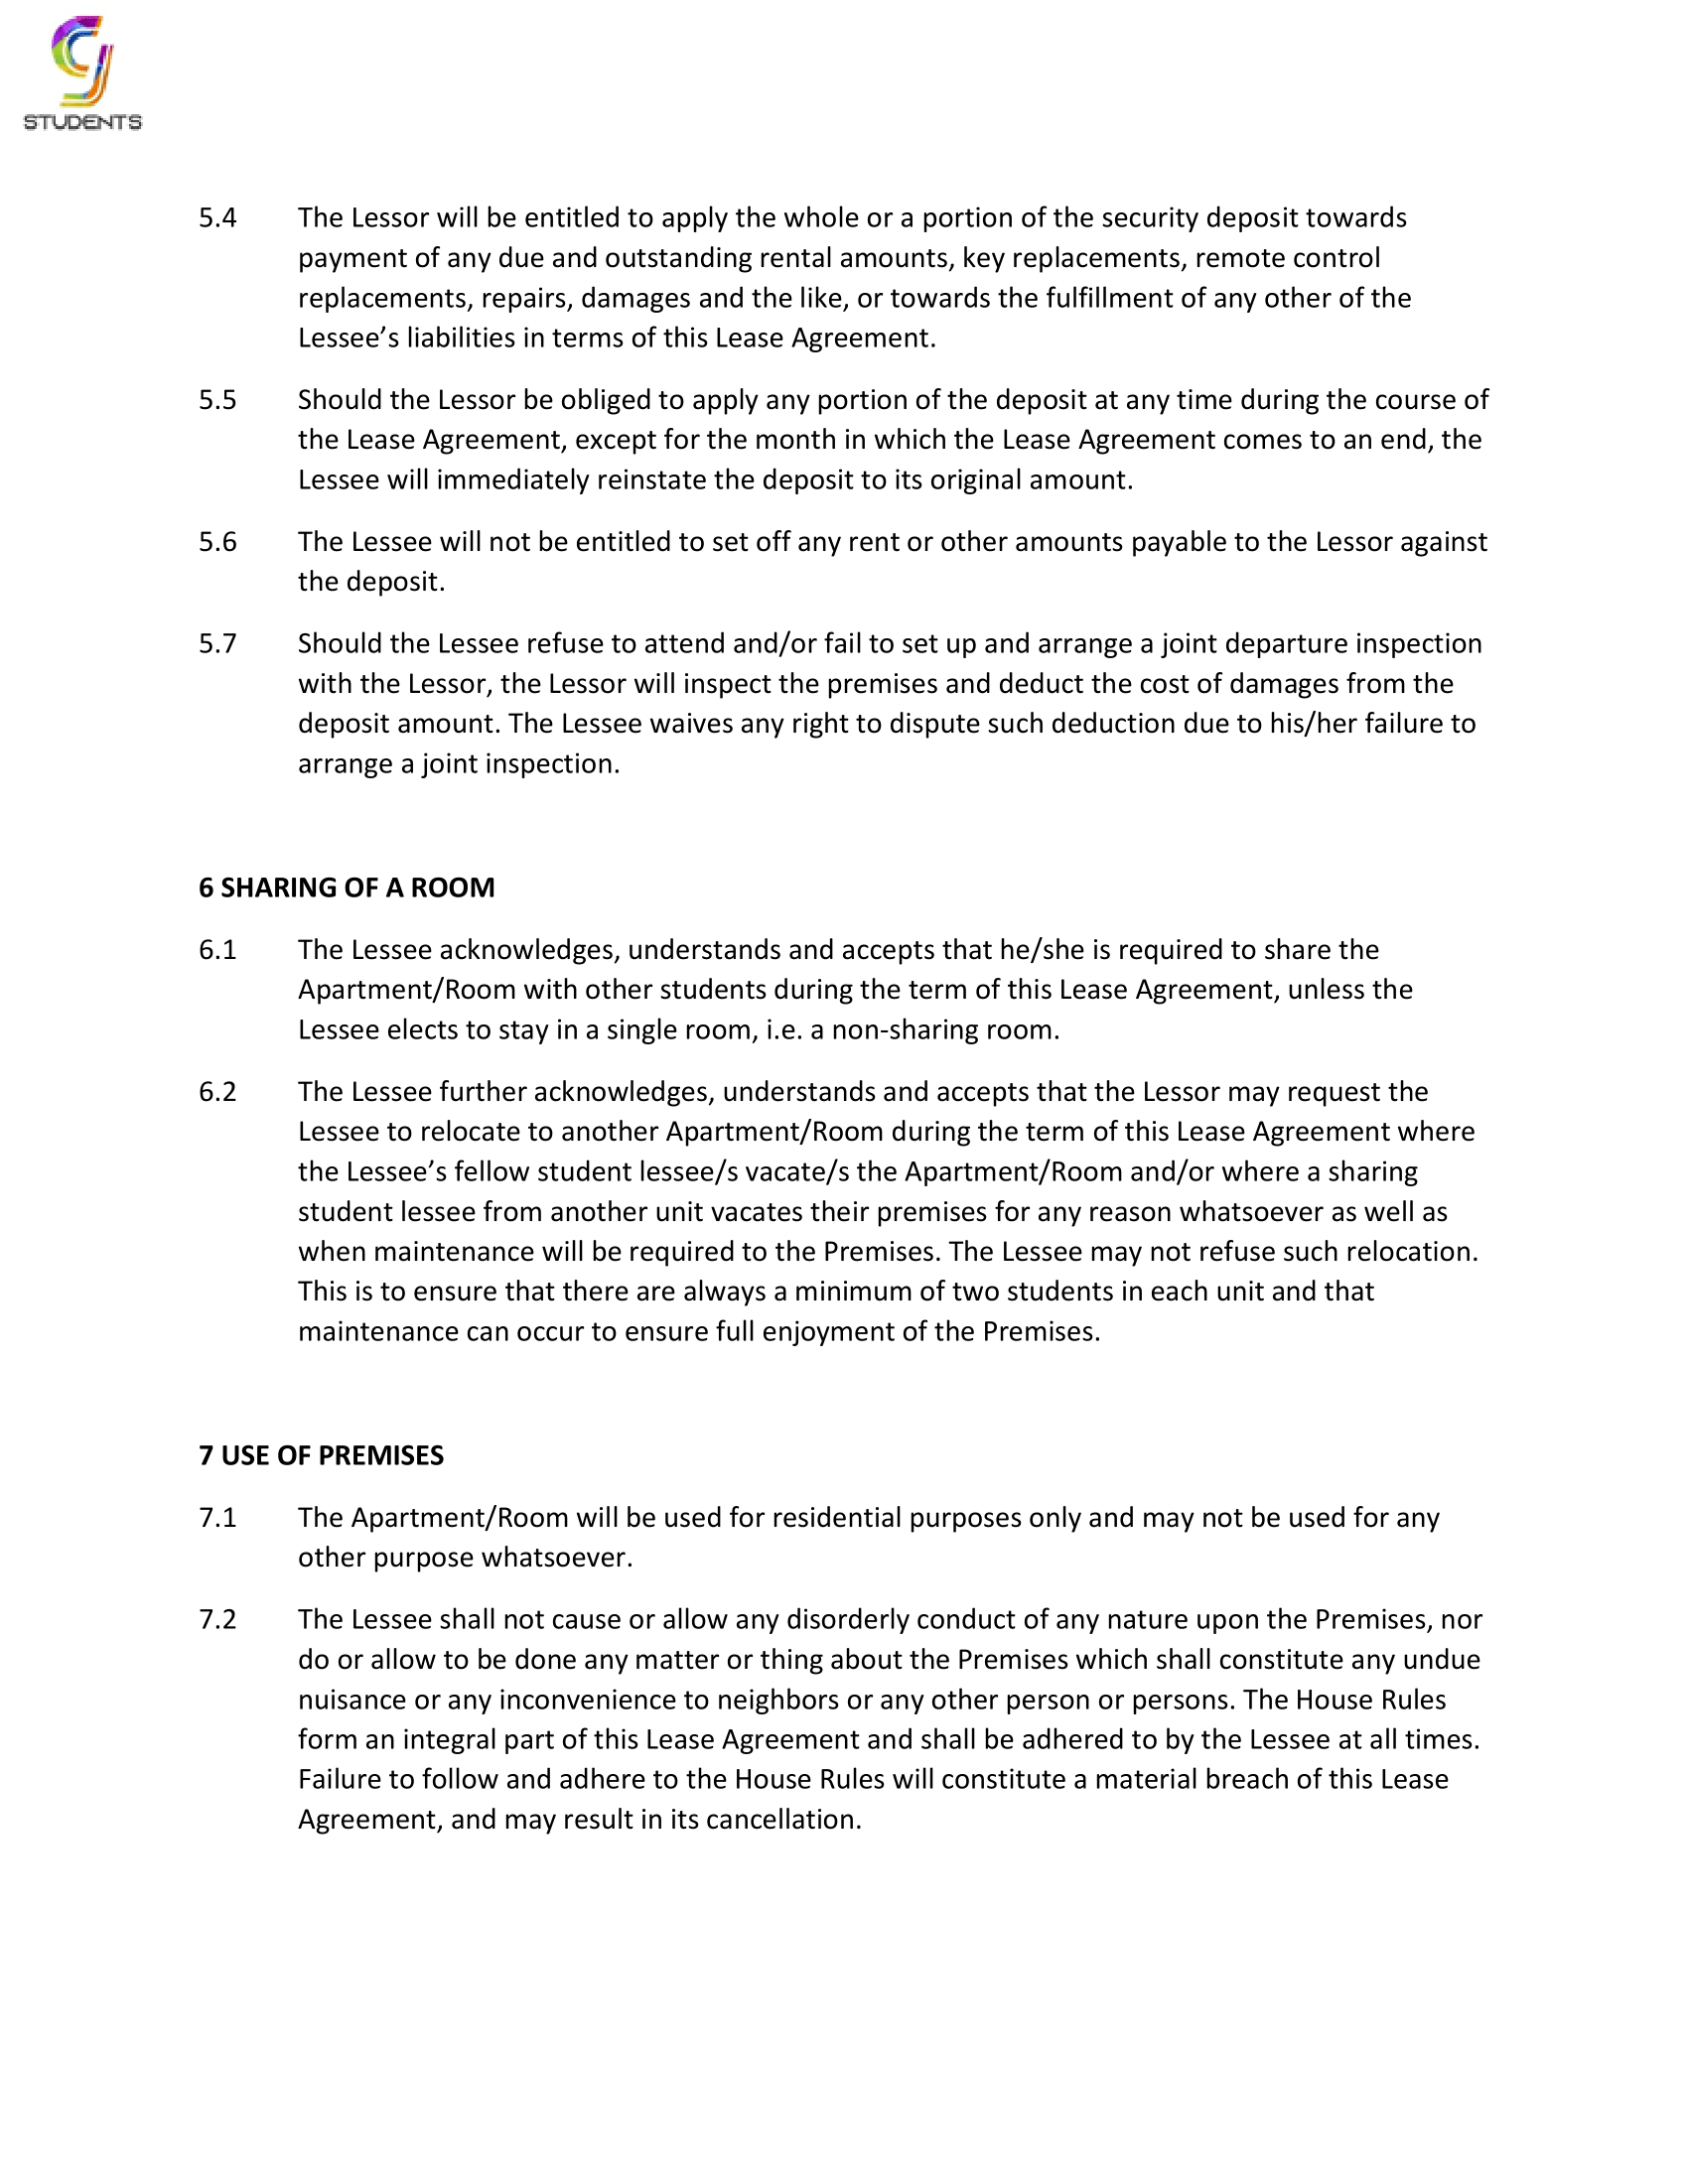 CJ
STUDENTS
5.4 The Lessor will be entitled to apply the whole or a portion of the security deposit towards
payment of any due and outstanding rental amounts, key replacements, remote control
replacements, repairs, damages and the like, or towards the fulfillment of any other of the
Lessee’s liabilities in terms of this Lease Agreement.
5.5 Should the Lessor be obliged to apply any portion of the deposit at any time during the course of
the Lease Agreement, except for the month in which the Lease Agreement comes to an end, the
Lessee will immediately reinstate the deposit to its original amount.
5.6 The Lessee will not be entitled to set off any rent or other amounts payable to the Lessor against
the deposit.
5.7 Should the Lessee refuse to attend and/or fail to set up and arrange a joint departure inspection
with the Lessor, the Lessor will inspect the premises and deduct the cost of damages from the
deposit amount. The Lessee waives any right to dispute such deduction due to his/her failure to
arrange a joint inspection.
6 SHARING OF A ROOM
6.1 The Lessee acknowledges, understands and accepts that he/she is required to share the
Apartment/Room with other students during the term of this Lease Agreement, unless the
Lessee elects to stay in a single room, i.e. a non-sharing room.
6.2 The Lessee further acknowledges, understands and accepts that the Lessor may request the
Lessee to relocate to another Apartment/Room during the term of this Lease Agreement where
the Lessee’s fellow student lessee/s vacate/s the Apartment/Room and/or where a sharing
student lessee from another unit vacates their premises for any reason whatsoever as well as
when maintenance will be required to the Premises. The Lessee may not refuse such relocation.
This is to ensure that there are always a minimum of two students in each unit and that
maintenance can occur to ensure full enjoyment of the Premises.
7 USE OF PREMISES
7.1 The Apartment/Room will be used for residential purposes only and may not be used for any
other purpose whatsoever.
7.2 The Lessee shall not cause or allow any disorderly conduct of any nature upon the Premises, nor
do or allow to be done any matter or thing about the Premises which shall constitute any undue
nuisance or any inconvenience to neighbors or any other person or persons. The House Rules
form an integral part of this Lease Agreement and shall be adhered to by the Lessee at all times.
Failure to follow and adhere to the House Rules will constitute a material breach of this Lease
Agreement, and may result in its cancellation.